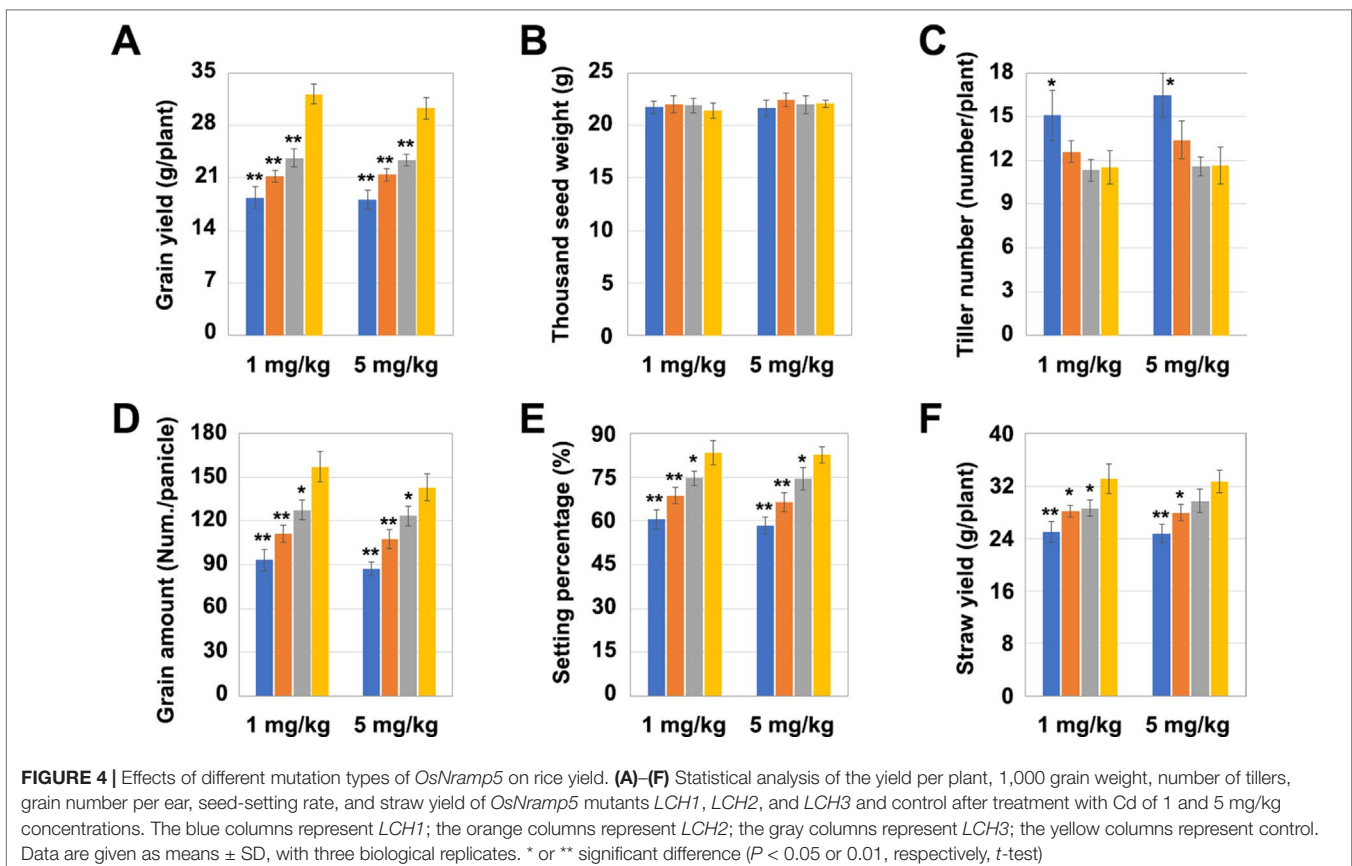 A
B
C
Grain yield (g/plant)
35
28
21
14
7
0
** ** ** ** ** **
1 mg/kg 5 mg/kg
Thousand seed weight (g)
25
20
15
10
5
0
1 mg/kg 5 mg/kg
Tiller number (number/plant)
18
15
12
9
6
3
0
* *
1 mg/kg 5 mg/kg
D
E
F
Grain amount (Num./panicle)
180
150
120
90
60
30
0
** ** * ** ** *
1 mg/kg 5 mg/kg
Setting percentage (%)
90
75
60
45
30
15
0
** ** * ** ** *
1 mg/kg 5 mg/kg
Straw yield (g/plant)
40
32
24
16
8
0
** * * ** *
1 mg/kg 5 mg/kg
FIGURE 4 | Effects of different mutation types of OsNramp5 on rice yield. (A)–(F) Statistical analysis of the yield per plant, 1,000 grain weight, number of tillers,
grain number per ear, seed-setting rate, and straw yield of OsNramp5 mutants LCH1, LCH2, and LCH3 and control after treatment with Cd of 1 and 5 mg/kg
concentrations. The blue columns represent LCH1; the orange columns represent LCH2; the gray columns represent LCH3; the yellow columns represent control.
Data are given as means ± SD, with three biological replicates. * or ** significant difference (P < 0.05 or 0.01, respectively, t-test)